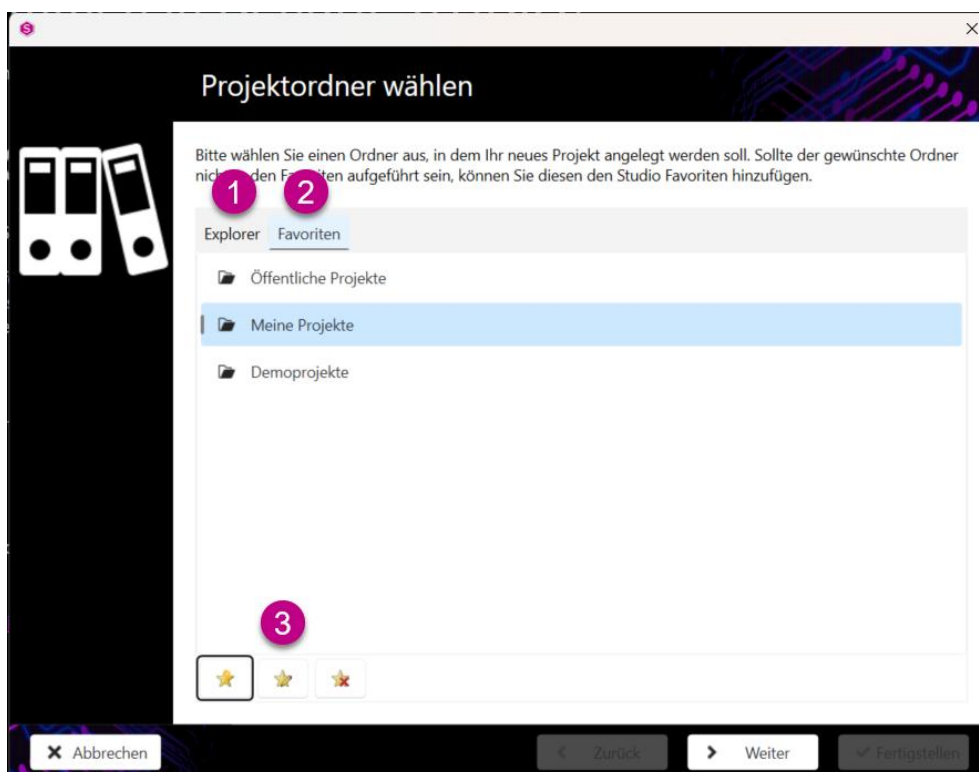 S
Projektordner wählen
Bitte wählen Sie einen Ordner aus, in dem Ihr neues Projekt angelegt werden soll. Sollte der gewünschte Ordner
den Favoriten aufgeführt sein, können Sie diesen den Studio Favoriten hinzufügen.
1 2
Explorer Favoriten
Öffentliche Projekte
Meine Projekte
Demoprojekte
3
Abbrechen Zurück Weiter Fertigstellen